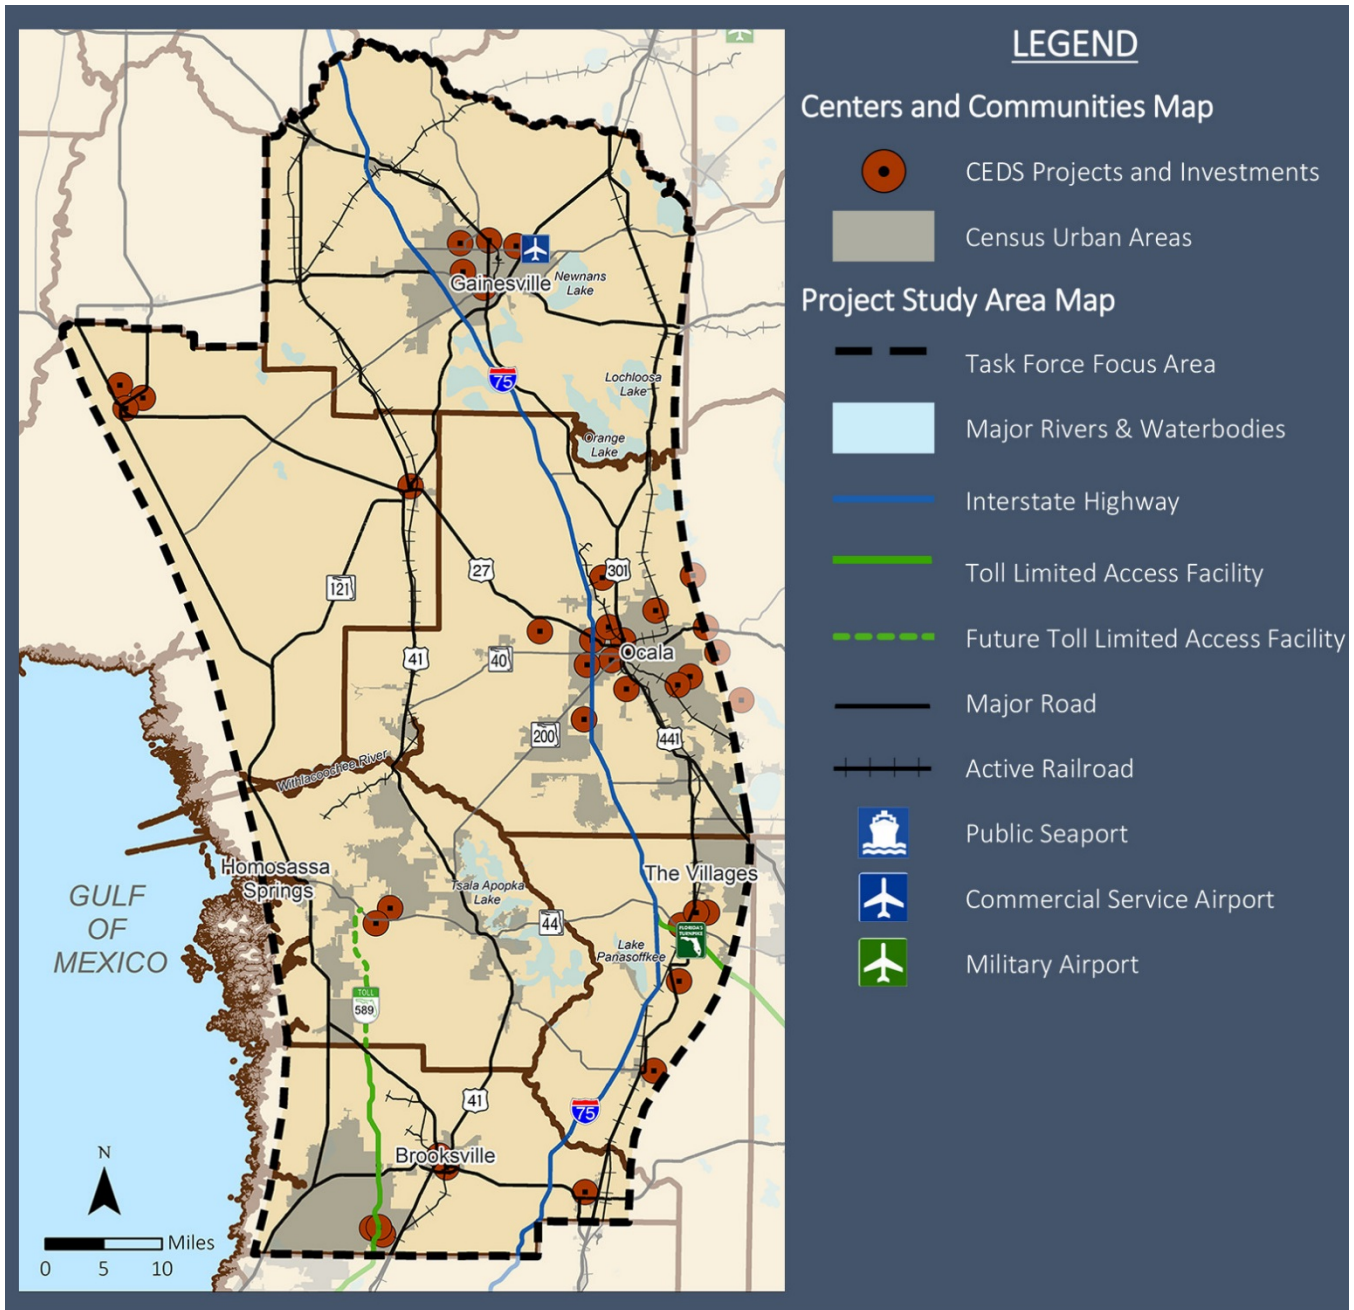 LEGEND
Centers and Communities Map
CEDS Projects and Investments
Census Urban Areas
Project Study Area Map
Task Force Focus Area
Major Rivers & Waterbodies
Interstate Highway
Toll Limited Access Facility
Future Toll Limited Access Facility
Major Road
Active Railroad
Public Seaport
Commercial Service Airport
Military Airport
Gainesville
Newnans
Lake
75
Lochloosa
Lake
Orange
Lake
27
301
121
41
40
Ocala
200
441
Withlacoochee River
Homosassa
Springs
The Villages
Tsala Apopka
Lake
44
FLORIDA'S
TURNPIKE
Lake
Panasoffkee
GULF
OF
MEXICO
TOLL
589
41
75
Brooksville
N
Miles
0 5 10